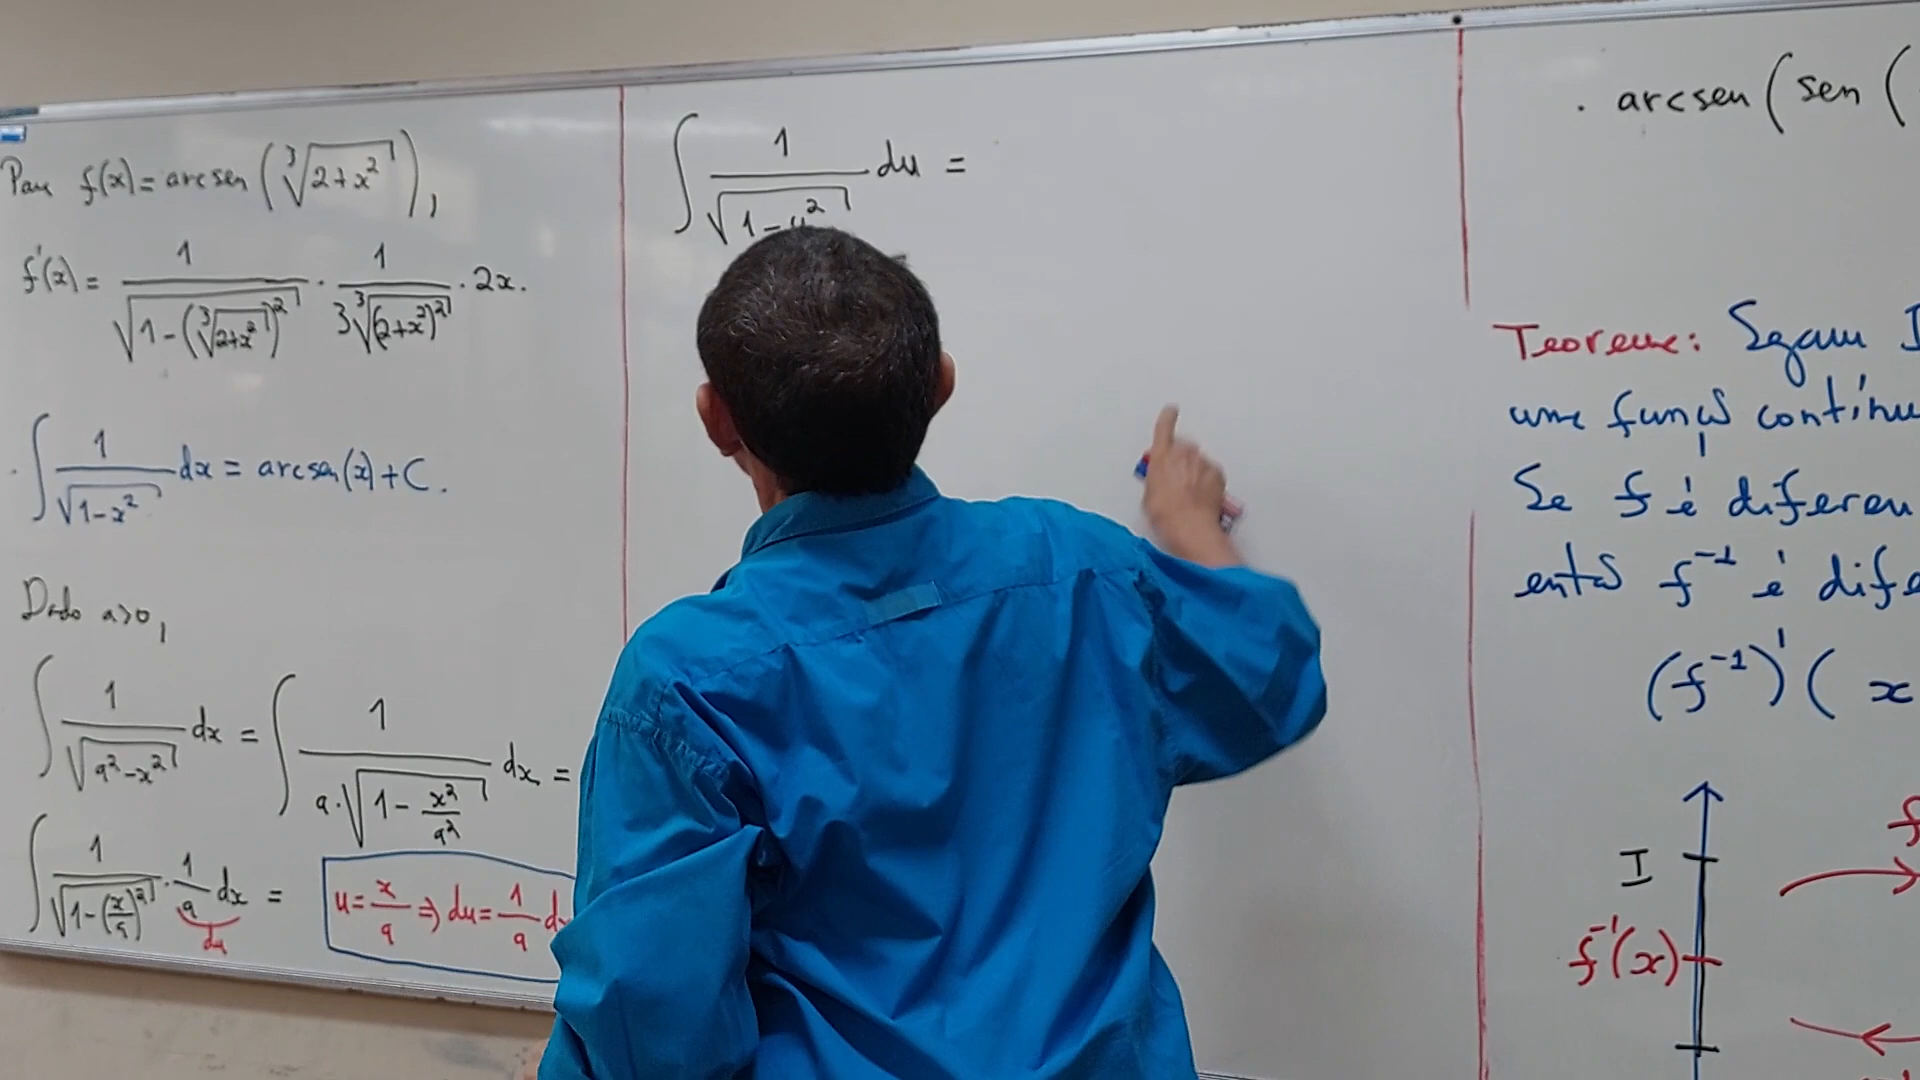 Para f(x) = arcsen(∛(2+x²)),
f'(x) = 1/√(1-(∛(2+x²))²) · 1/(3∛((2+x²)²)) · 2x.
· ∫ 1/√(1-x²) dx = arcsen(x) + C.
Dado a>0,
∫ 1/√(a²-x²) dx = ∫ 1/(a·√(1 - x²/a²)) dx =
∫ 1/√(1-(x/a)²) · 1/a dx =
du
u = x/a ⇒ du = 1/a dx
∫ 1/√(1-u²) du =
· arcsen(sen(
Teorema: Sejam I
uma função contínu
Se f é diferen
então f⁻¹ é dife
(f⁻¹)'( x
I
f
f⁻¹(x)